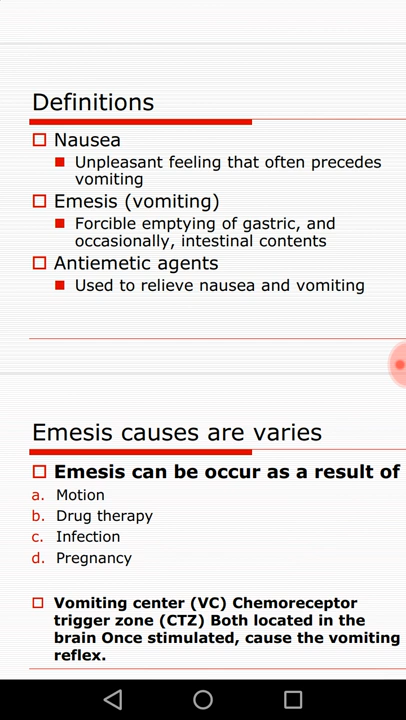 Definitions
Nausea
Unpleasant feeling that often precedes
vomiting
Emesis (vomiting)
Forcible emptying of gastric, and
occasionally, intestinal contents
Antiemetic agents
Used to relieve nausea and vomiting
Emesis causes are varies
Emesis can be occur as a result of
a. Motion
b. Drug therapy
c. Infection
d. Pregnancy
Vomiting center (VC) Chemoreceptor
trigger zone (CTZ) Both located in the
brain Once stimulated, cause the vomiting
reflex.